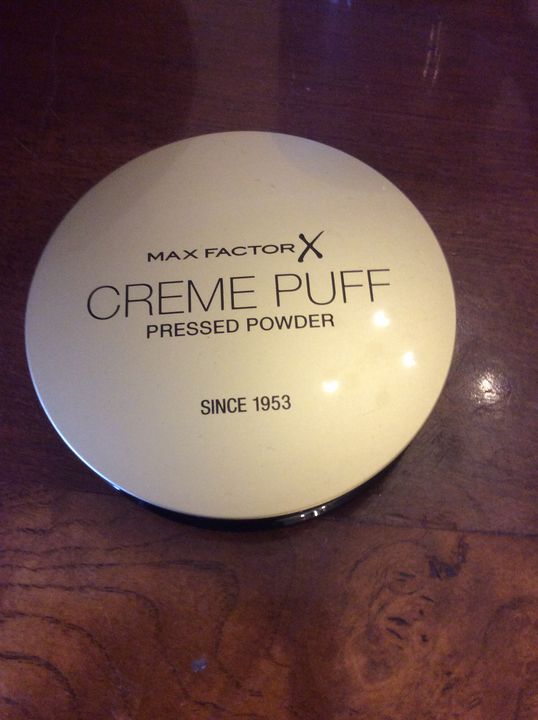 MAX FACTOR X
CREME PUFF
PRESSED POWDER
SINCE 1953